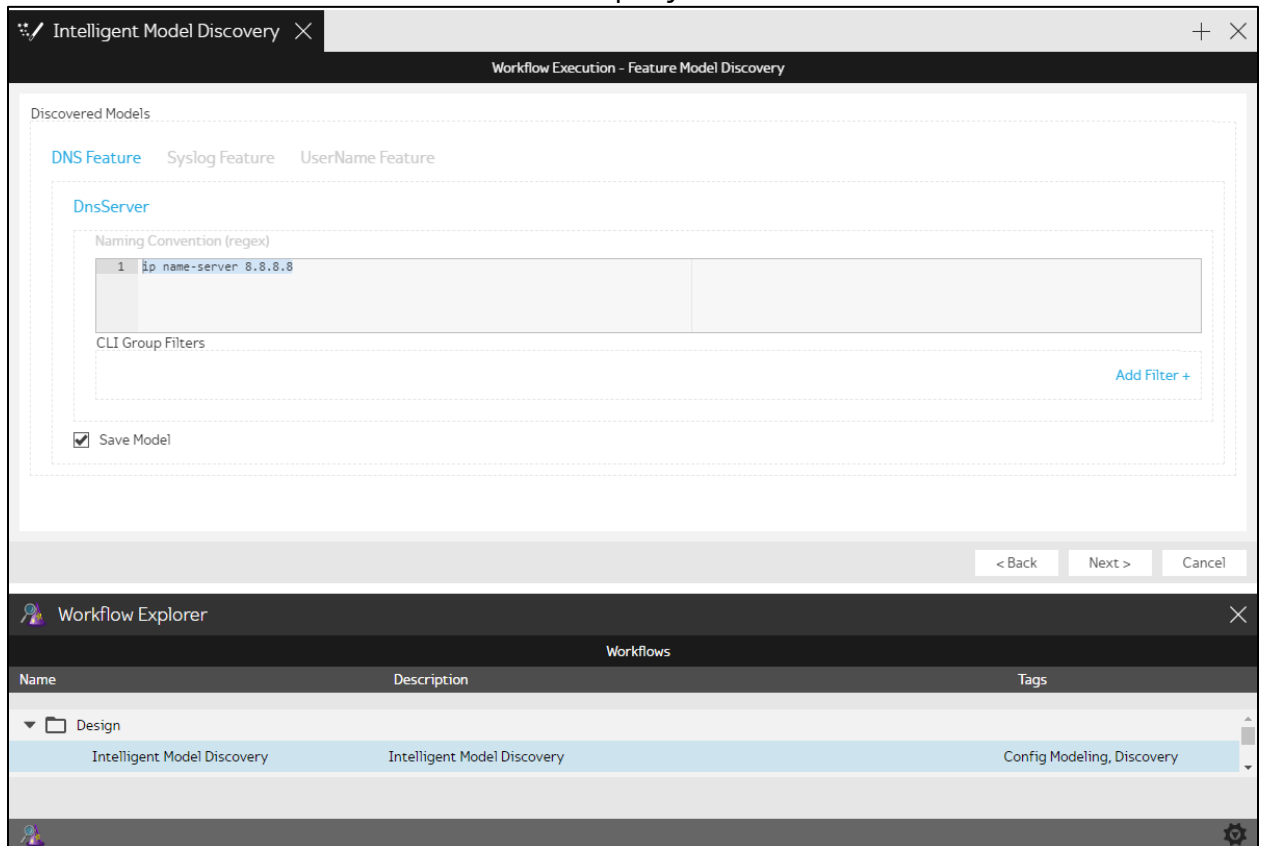 Intelligent Model Discovery
Workflow Execution - Feature Model Discovery
Discovered Models
DNS Feature Syslog Feature UserName Feature
DnsServer
Naming Convention (regex)
1 ip name-server 8.8.8.8
CLI Group Filters
Add Filter +
Save Model
< Back Next > Cancel
Workflow Explorer
Workflows
Name Description Tags
Design
Intelligent Model Discovery Intelligent Model Discovery Config Modeling, Discovery